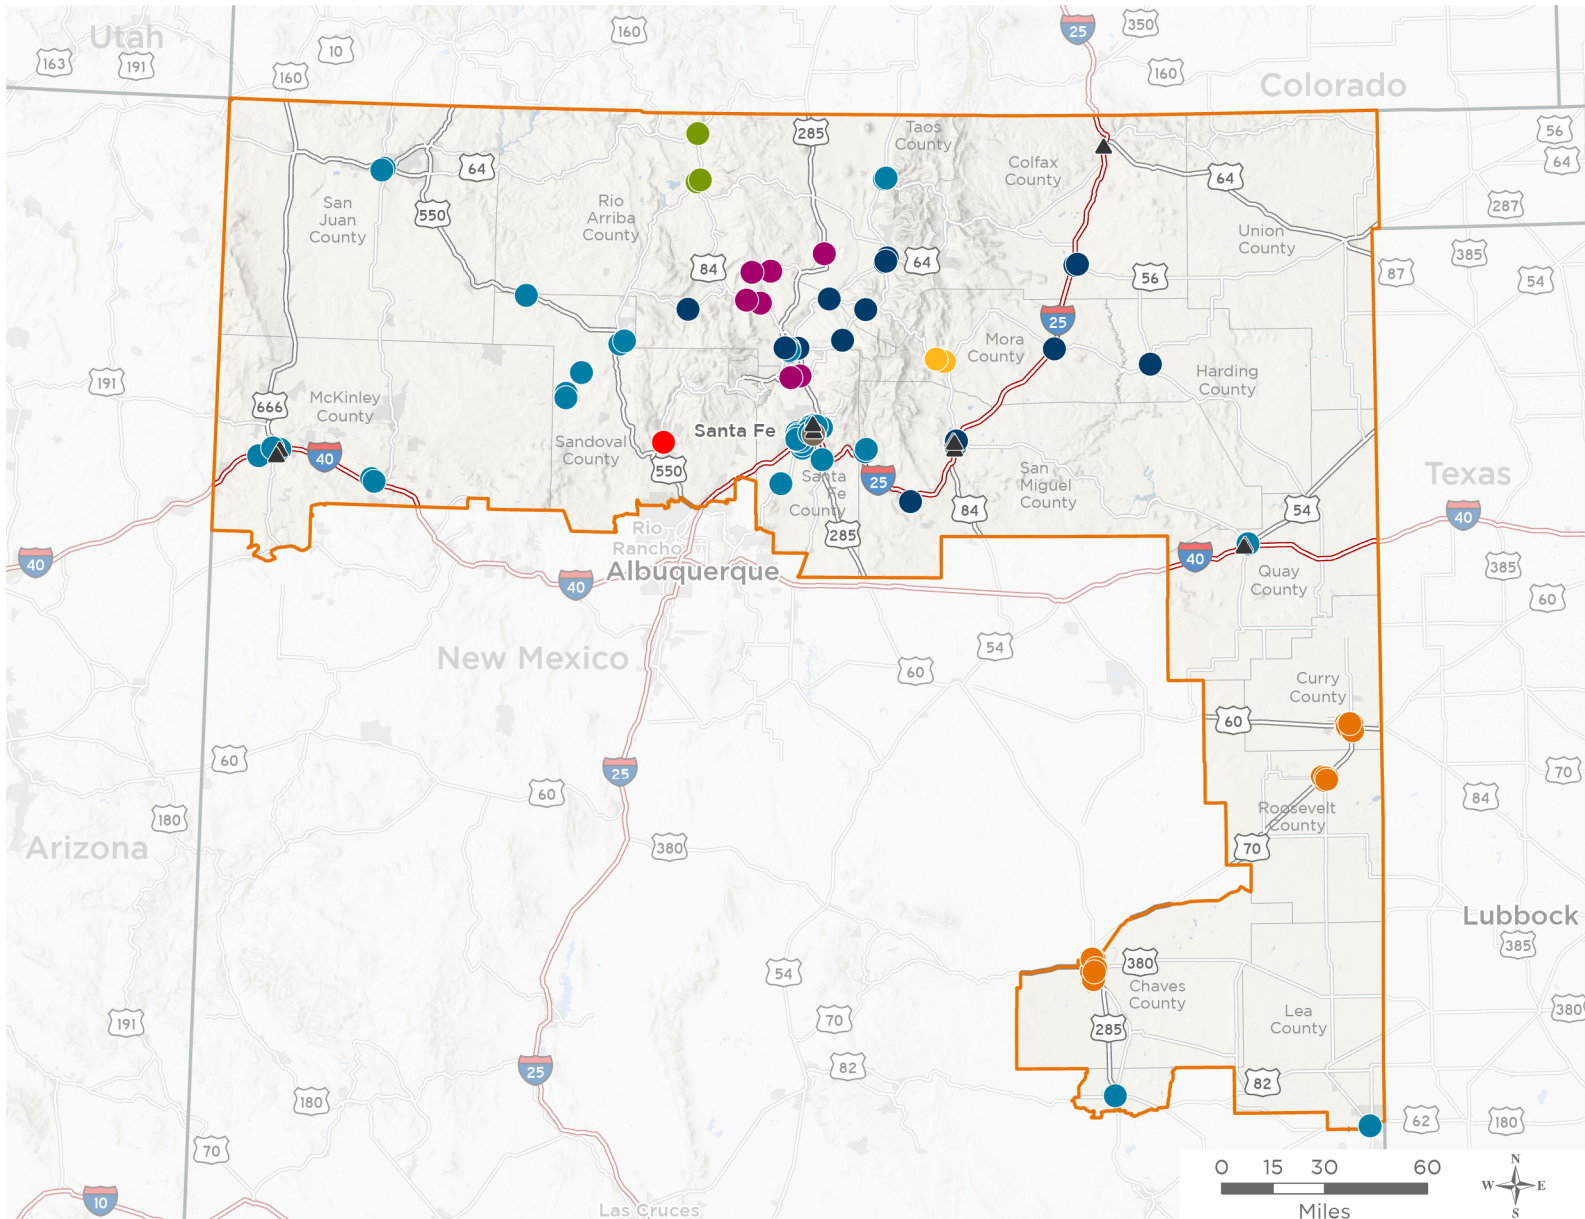 Utah
350
160
25
10
163
191
160
160
Colorado
285
Taos
County
56
64
64
Colfax
County
64
San
Juan
County
550
Rio
Arriba
County
287
Union
County
84
64
385
87
54
56
25
Mora
County
191
Harding
County
McKinley
County
666
Santa Fe
Sandoval
County
40
550
Santa
Fe
County
25
San
Miguel
County
Texas
84
54
40
285
Rio
Rancho
40
40
Albuquerque
40
Quay
County
385
60
New Mexico
54
60
Curry
County
60
60
25
60
70
84
180
Roosevelt
County
Arizona
380
70
Lubbock
385
54
380
Chaves
County
380
191
70
285
Lea
County
25
82
82
180
62
180
70
0 15 30 60
Miles
N
W
E
S
10
Las Cruces